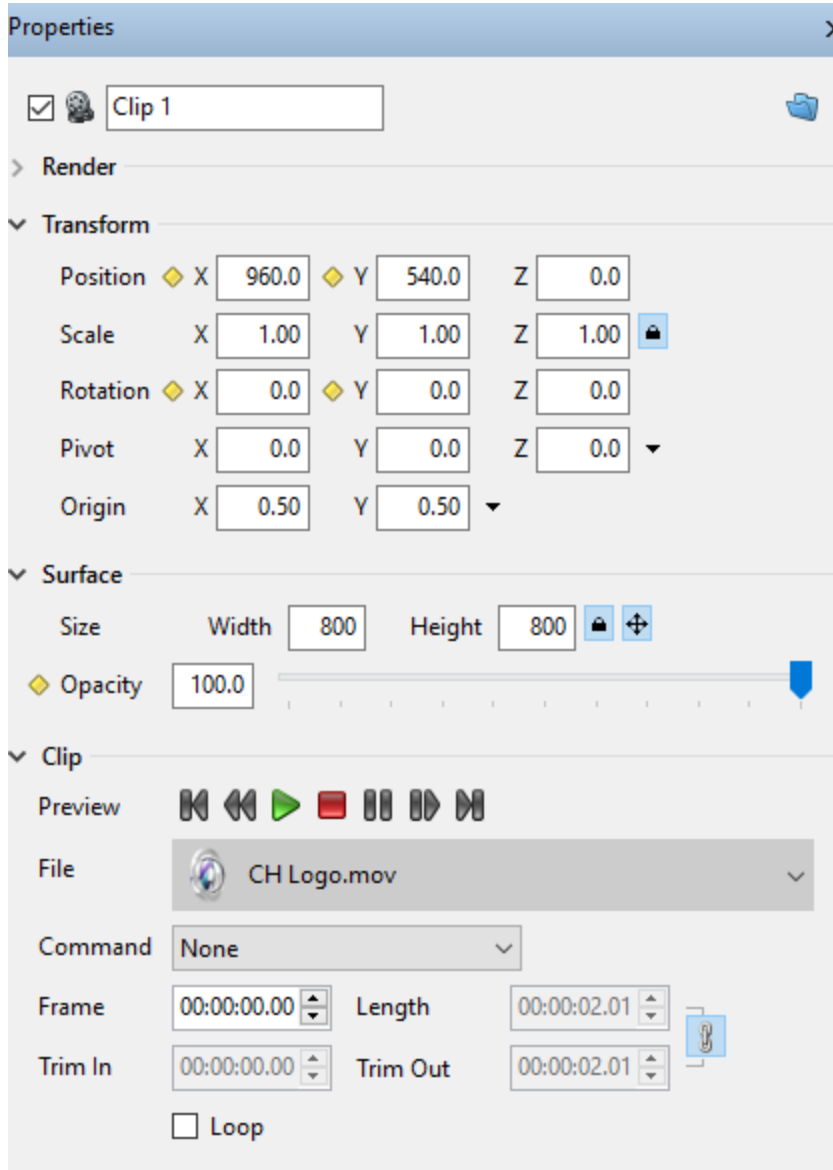 Properties
Clip 1
Render
Transform
Position X 960.0 Y 540.0 Z 0.0
Scale X 1.00 Y 1.00 Z 1.00
Rotation X 0.0 Y 0.0 Z 0.0
Pivot X 0.0 Y 0.0 Z 0.0
Origin X 0.50 Y 0.50
Surface
Size Width 800 Height 800
Opacity 100.0
Clip
Preview
File CH Logo.mov
Command None
Frame 00:00:00.00 Length 00:00:02.01
Trim In 00:00:00.00 Trim Out 00:00:02.01
Loop